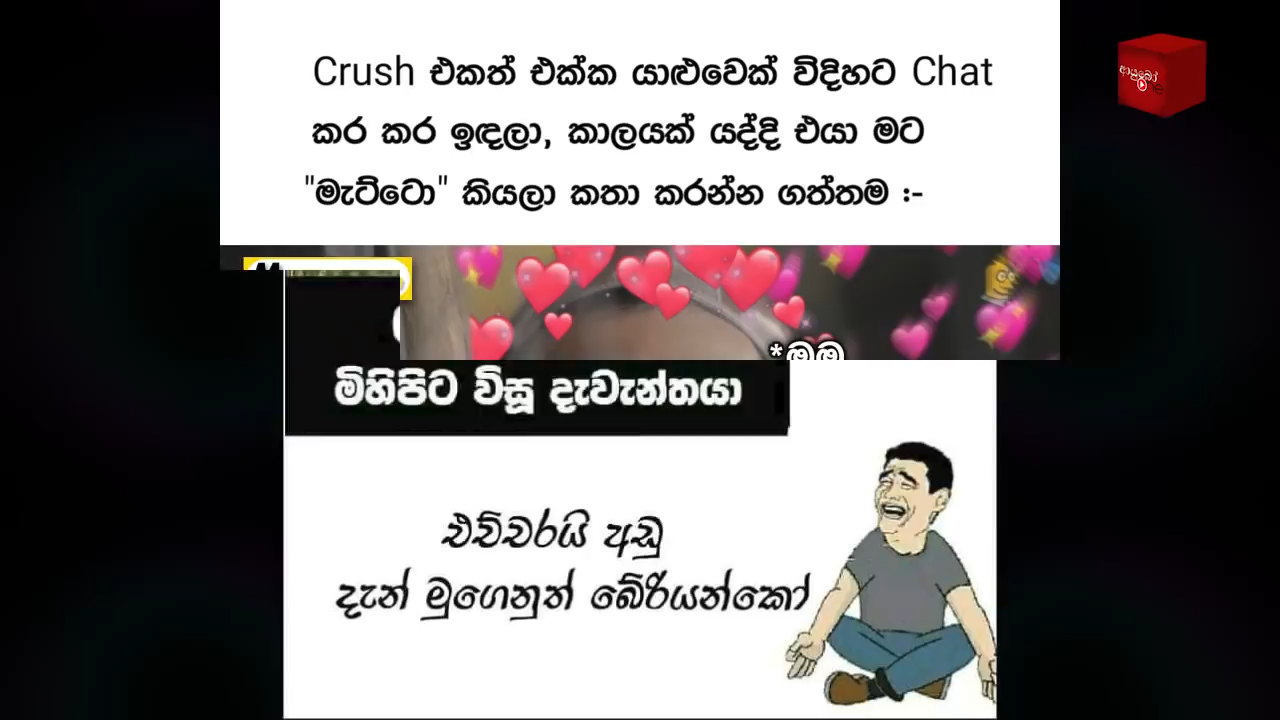 Crush එකත් එක්ක යාළුවෙක් විදිහට Chat
කර කර ඉඳලා, කාලයක් යද්දි එයා මට
"මැට්ටො" කියලා කතා කරන්න ගත්තම :-
*මම
මිහිපිට විසූ දැවැන්තයා
එච්චරයි අඩු
දැන් මූගෙනුත් බේරියන්කෝ